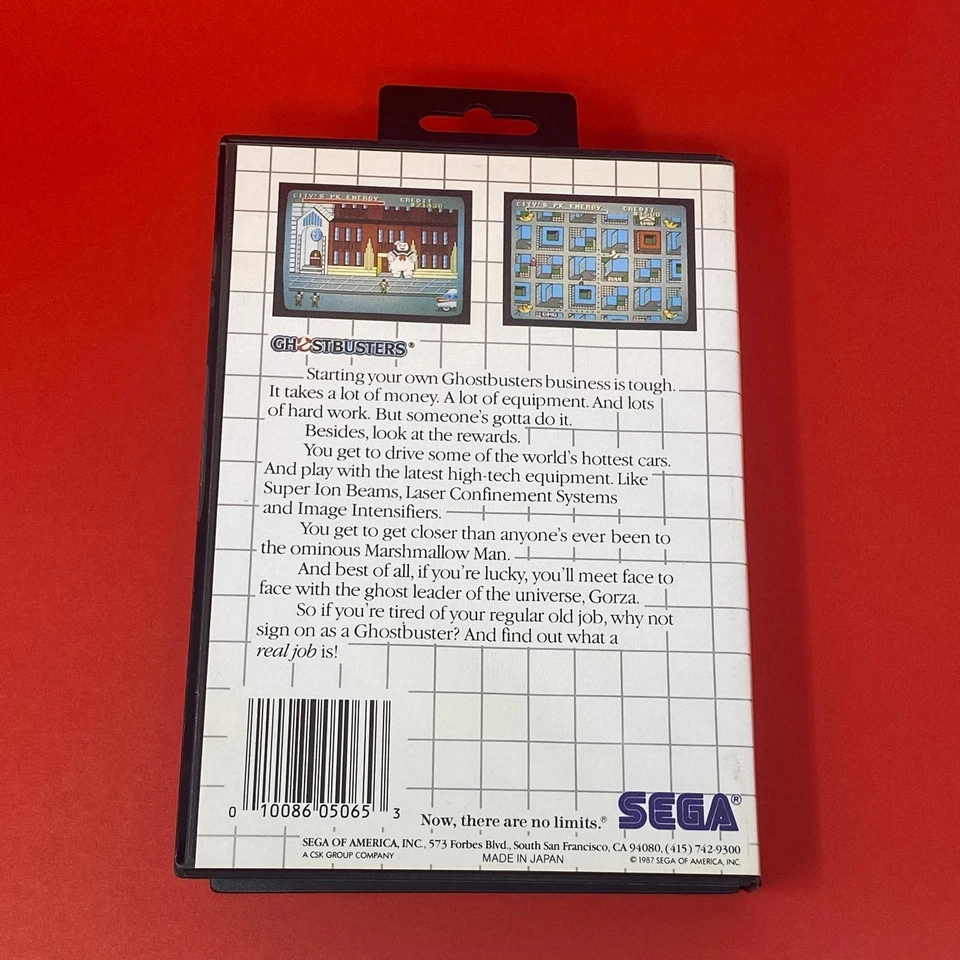 CITY'S PK ENERGY CREDIT
CITY'S PK ENERGY CREDIT
GHOSTBUSTERS®
Starting your own Ghostbusters business is tough.
It takes a lot of money. A lot of equipment. And lots
of hard work. But someone's gotta do it.
Besides, look at the rewards.
You get to drive some of the world's hottest cars.
And play with the latest high-tech equipment. Like
Super Ion Beams, Laser Confinement Systems
and Image Intensifiers.
You get to get closer than anyone's ever been to
the ominous Marshmallow Man.
And best of all, if you're lucky, you'll meet face to
face with the ghost leader of the universe, Gorza.
So if you're tired of your regular old job, why not
sign on as a Ghostbuster? And find out what a
real job is!
0 10086 05065 3
Now, there are no limits.® SEGA®
SEGA OF AMERICA, INC., 573 Forbes Blvd., South San Francisco, CA 94080, (415) 742-9300
A CSK GROUP COMPANY MADE IN JAPAN © 1987 SEGA OF AMERICA, INC.